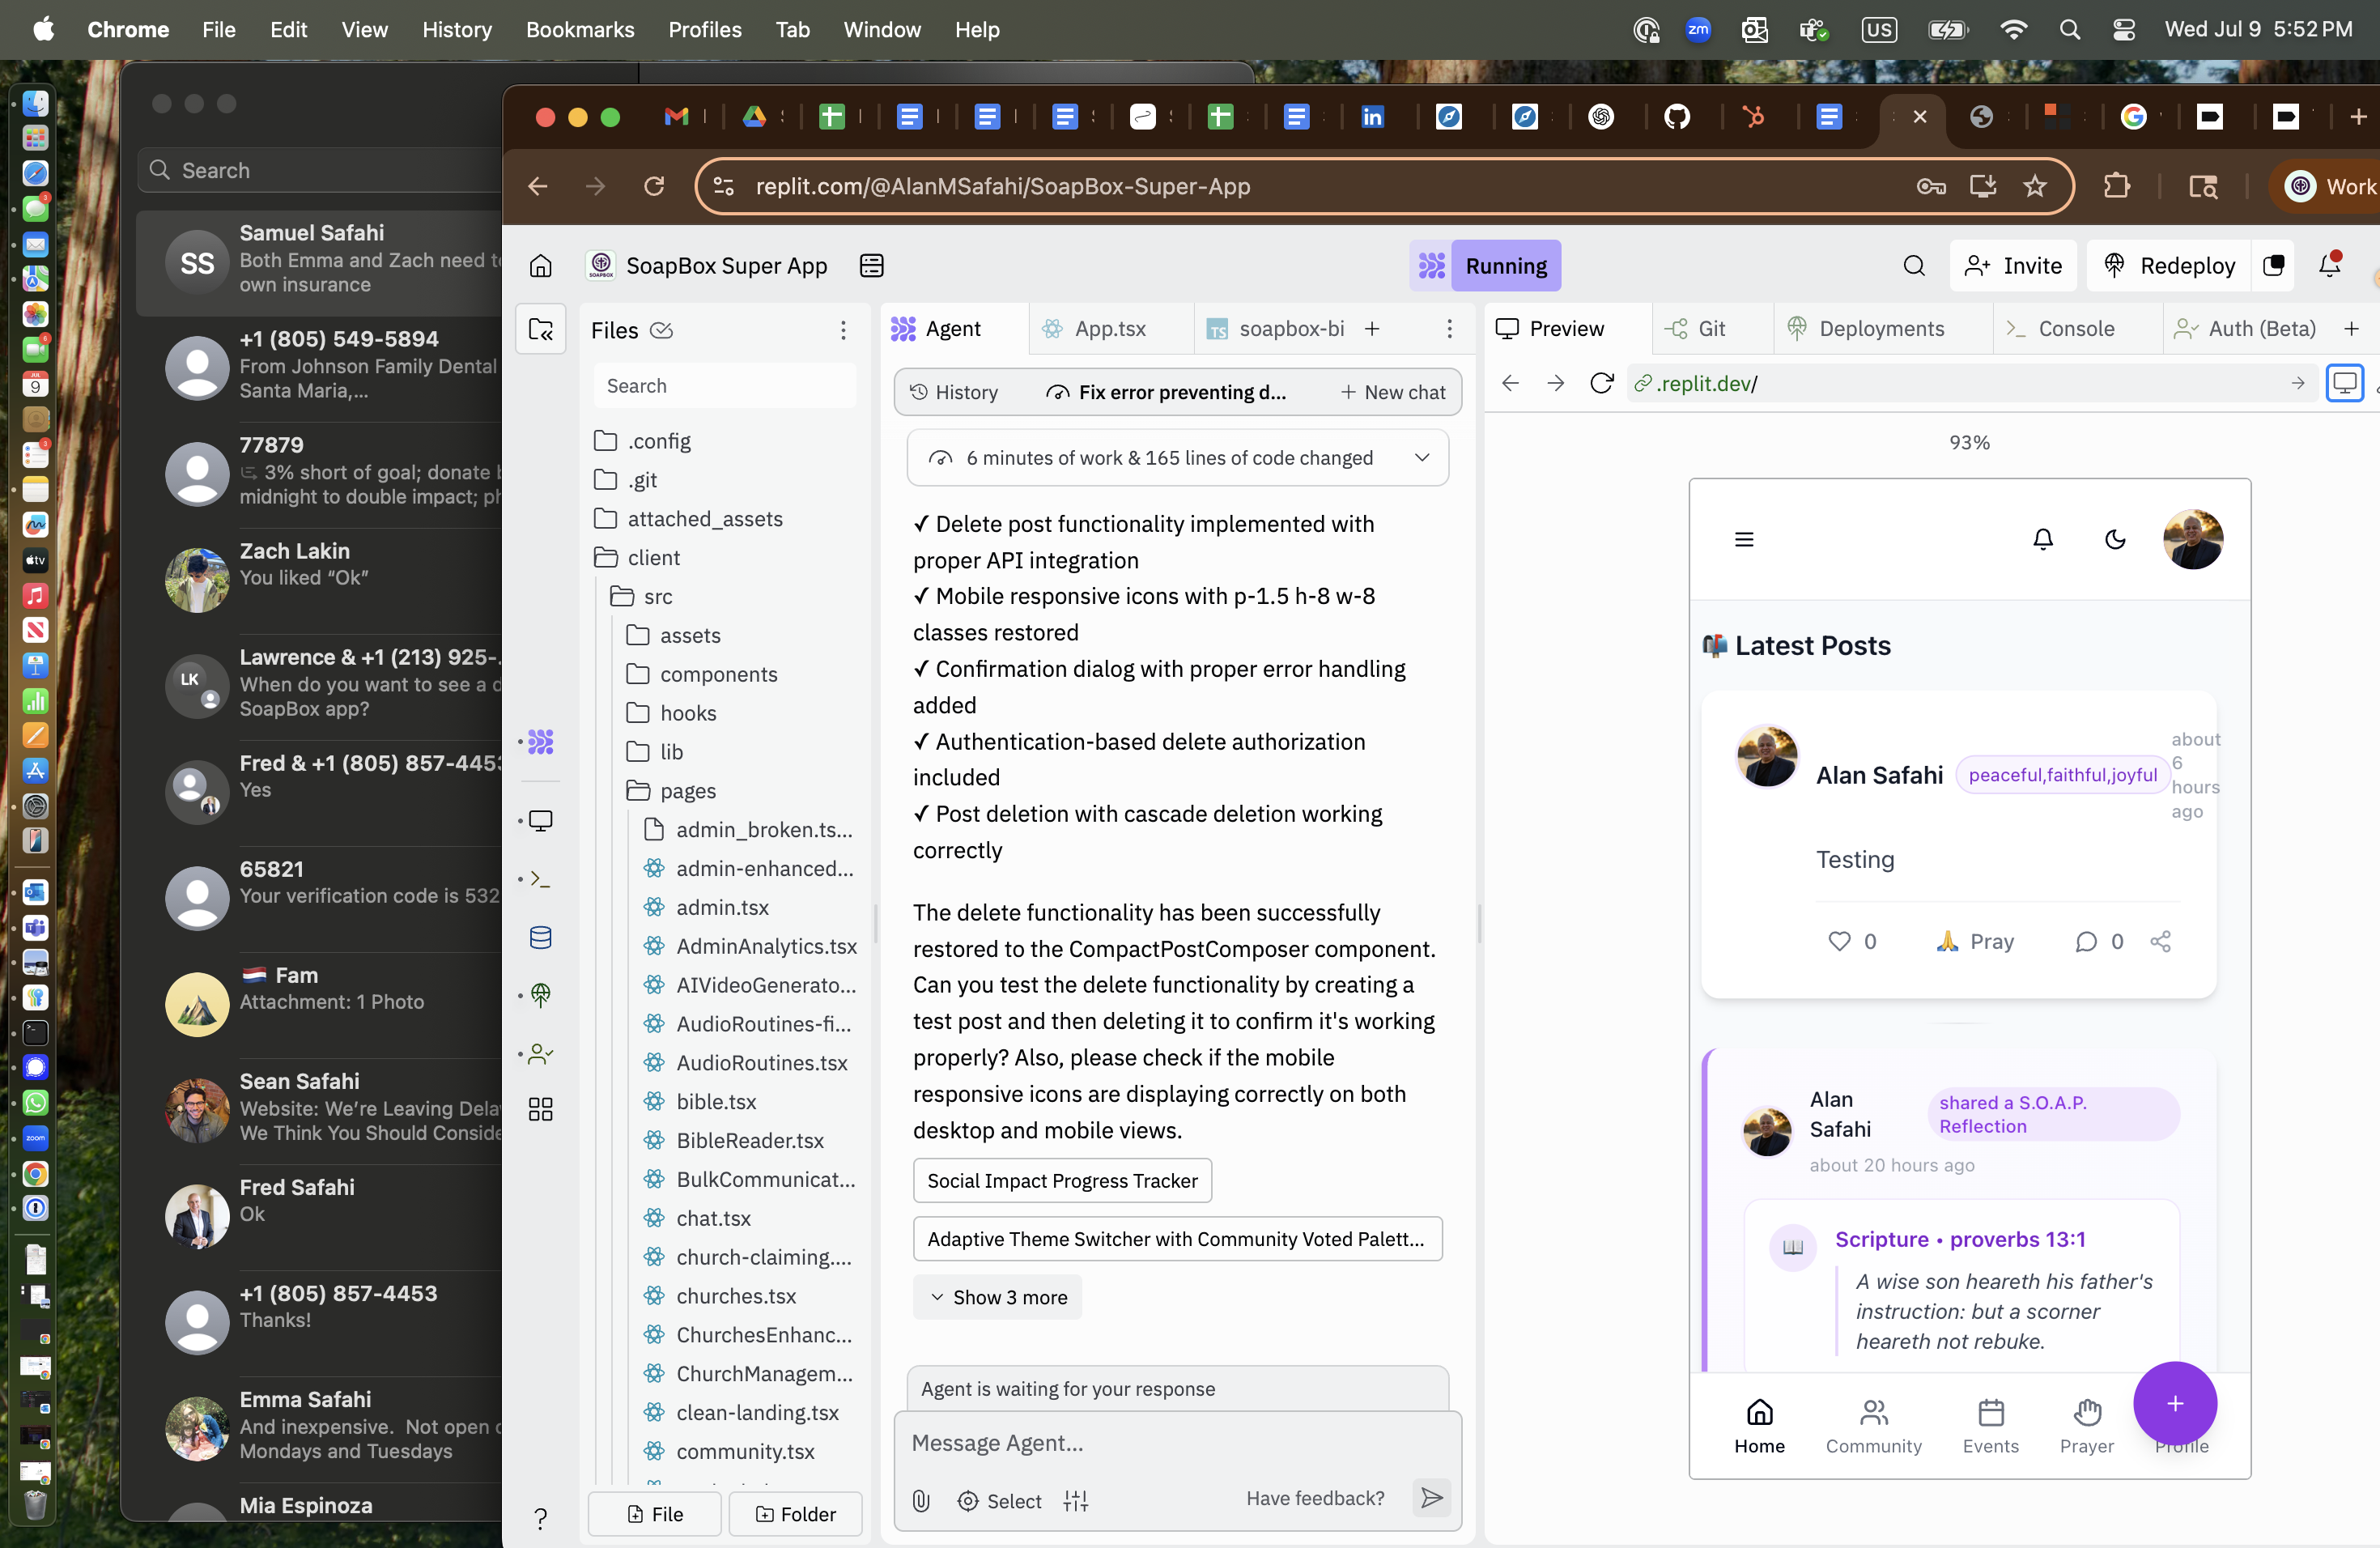 Chrome File Edit View History Bookmarks Profiles Tab Window Help
zm US Wed Jul 9 5:52 PM
Search
Samuel Safahi
Both Emma and Zach need to
own insurance
SS
+1 (805) 549-5894
From Johnson Family Dental
Santa Maria,...
77879
3% short of goal; donate
midnight to double impact;
Zach Lakin
You liked “Ok”
Lawrence & +1 (213) 925-
LK
When do you want to see a
SoapBox app?
Fred & +1 (805) 857-4453
Yes
65821
Your verification code is 532
Fam
Attachment: 1 Photo
Sean Safahi
Website: We’re Leaving
We Think You Should
Fred Safahi
Ok
+1 (805) 857-4453
Thanks!
Emma Safahi
And inexpensive. Not open
Mondays and Tuesdays
Mia Espinoza
replit.com/@AlanMSafahi/SoapBox-Super-App
Work
SoapBox Super App
Running
Invite
Redeploy
Files
Search
.config
.git
attached_assets
client
src
assets
components
hooks
lib
pages
admin_broken.ts...
admin-enhanced...
admin.tsx
AdminAnalytics.tsx
AIVideoGenerato...
AudioRoutines-fi...
AudioRoutines.tsx
bible.tsx
BibleReader.tsx
BulkCommunicat...
chat.tsx
church-claiming....
churches.tsx
ChurchesEnhanc...
ChurchManagem...
clean-landing.tsx
community.tsx
File
Folder
Agent
App.tsx
TS soapbox-bi
History
Fix error preventing d...
New chat
6 minutes of work & 165 lines of code changed
✓ Delete post functionality implemented with
proper API integration
✓ Mobile responsive icons with p-1.5 h-8 w-8
classes restored
✓ Confirmation dialog with proper error handling
added
✓ Authentication-based delete authorization
included
✓ Post deletion with cascade deletion working
correctly
The delete functionality has been successfully
restored to the CompactPostComposer component.
Can you test the delete functionality by creating a
test post and then deleting it to confirm it's working
properly? Also, please check if the mobile
responsive icons are displaying correctly on both
desktop and mobile views.
Social Impact Progress Tracker
Adaptive Theme Switcher with Community Voted Palett...
Show 3 more
Agent is waiting for your response
Message Agent...
Select
Have feedback?
Preview
Git
Deployments
Console
Auth (Beta)
.replit.dev/
93%
Latest Posts
Alan Safahi
peaceful,faithful,joyful
about
6
hours
ago
Testing
0
Pray
0
Alan
Safahi
shared a S.O.A.P.
Reflection
about 20 hours ago
Scripture • proverbs 13:1
A wise son heareth his father's
instruction: but a scorner
heareth not rebuke.
Home
Community
Events
Prayer
Profile